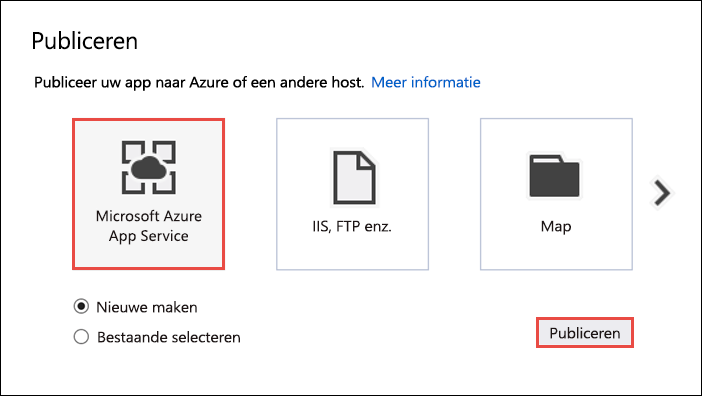 Publiceren
Publiceer uw app naar Azure of een andere host. Meer informatie
Microsoft Azure
App Service
IIS, FTP enz.
Map
Nieuwe maken
Bestaande selecteren
Publiceren